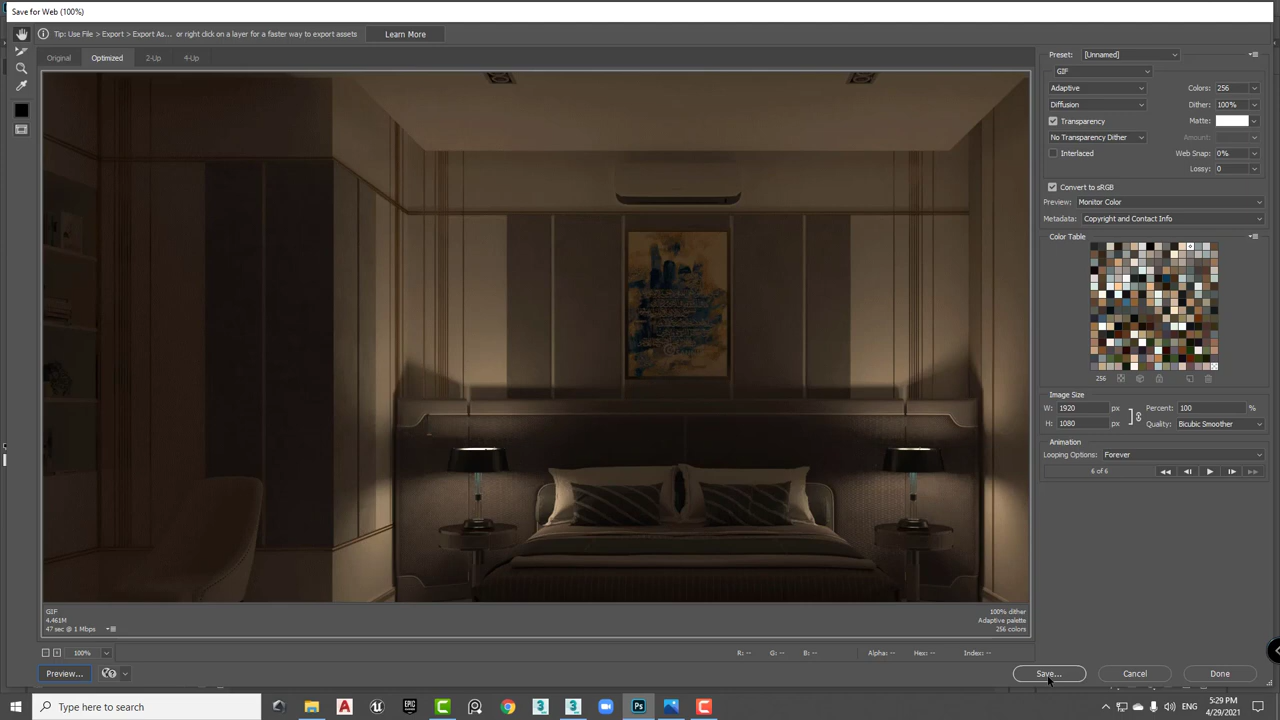 Save for Web (100%)
Tip: Use File > Export > Export As... or right click on a layer for a faster way to export assets
Learn More
Original
Optimized
2-Up
4-Up
Preset:
[Unnamed]
GIF
Adaptive
Colors:
256
Diffusion
Dither:
100%
Transparency
Matte:
No Transparency Dither
Amount:
Interlaced
Web Snap:
0%
Lossy:
0
Convert to sRGB
Preview:
Monitor Color
Metadata:
Copyright and Contact Info
Color Table
256
Image Size
W:
1920
px
Percent:
100
%
H:
1080
px
Quality:
Bicubic Smoother
Animation
Looping Options:
Forever
6 of 6
GIF
4.461M
47 sec @ 1 Mbps
100% dither
Adaptive palette
256 colors
100%
R: --
G: --
B: --
Alpha: --
Hex: --
Index: --
Preview...
Save...
Cancel
Done
Type here to search
EPIC
GAMES
Ps
ENG
5:29 PM
4/29/2021